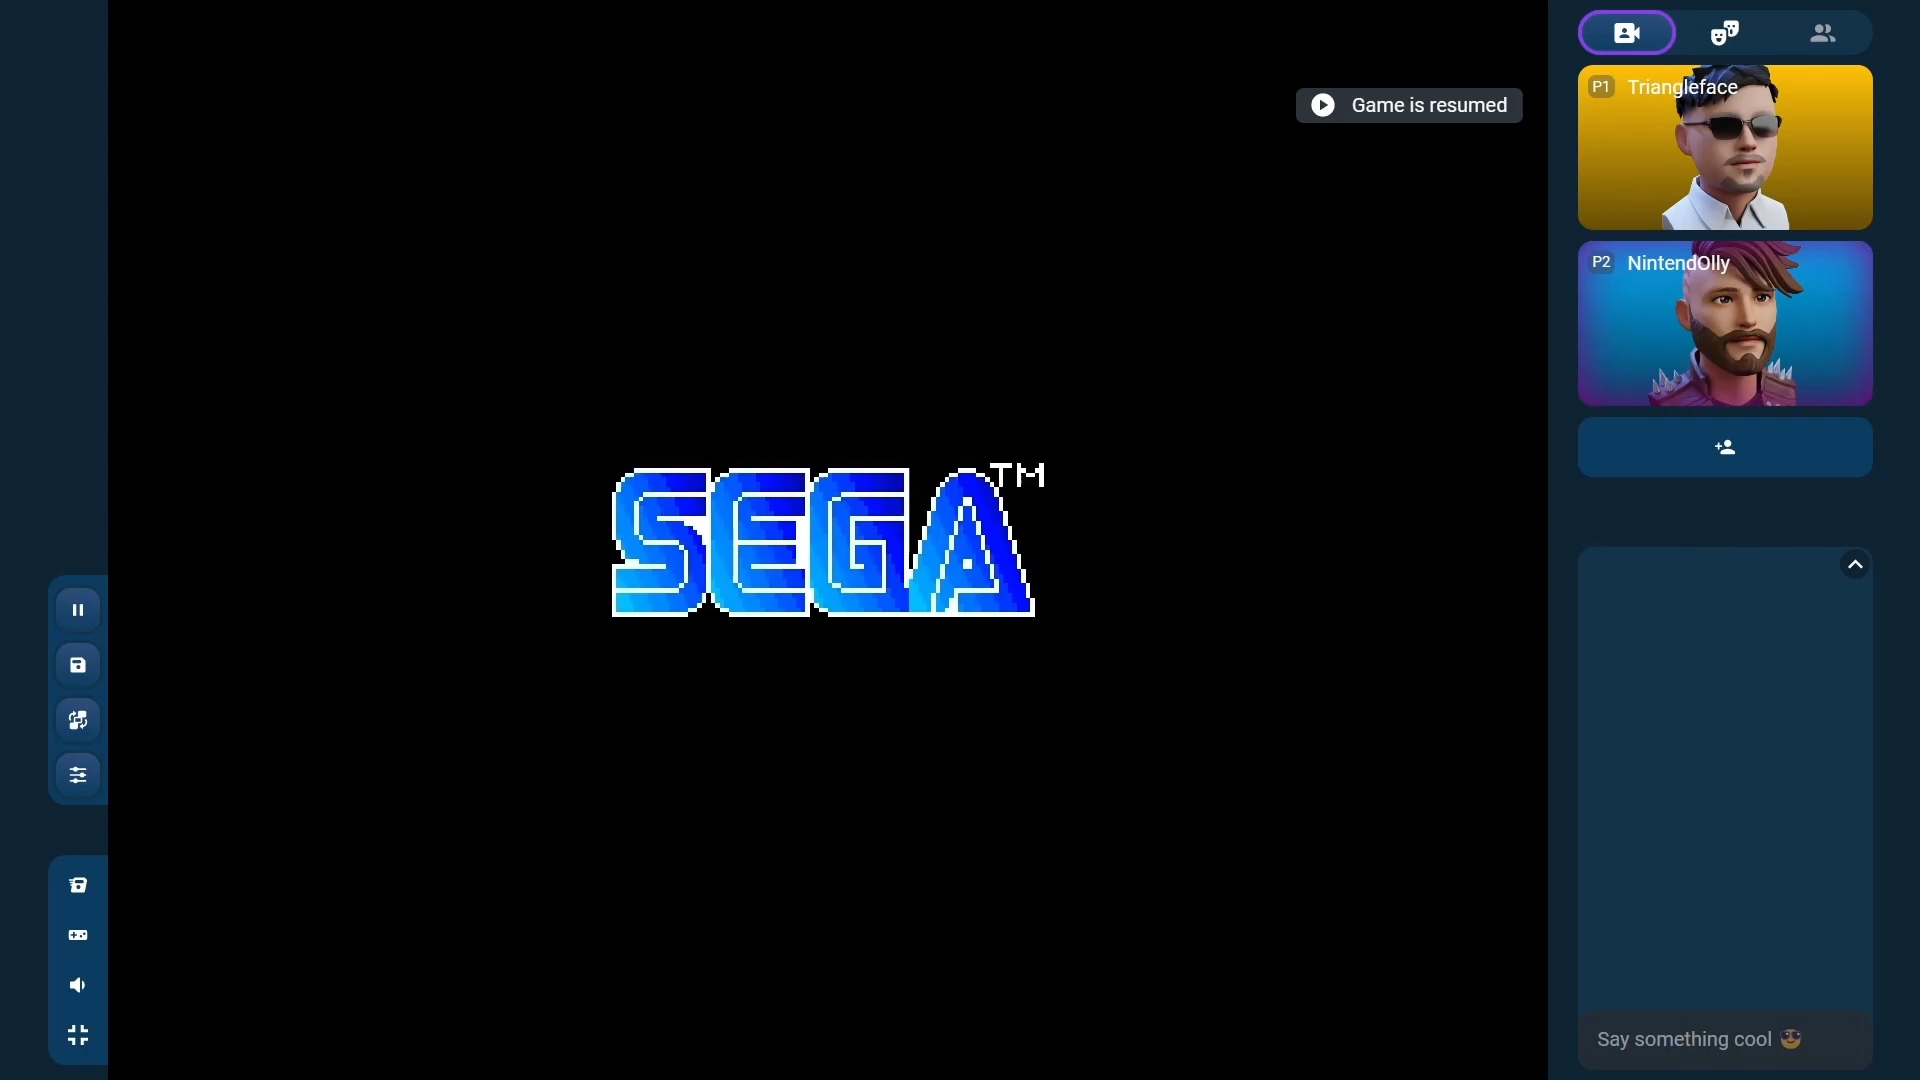 Game is resumed
SEGA™
P1 Triangleface
P2 NintendOlly
Say something cool 😎